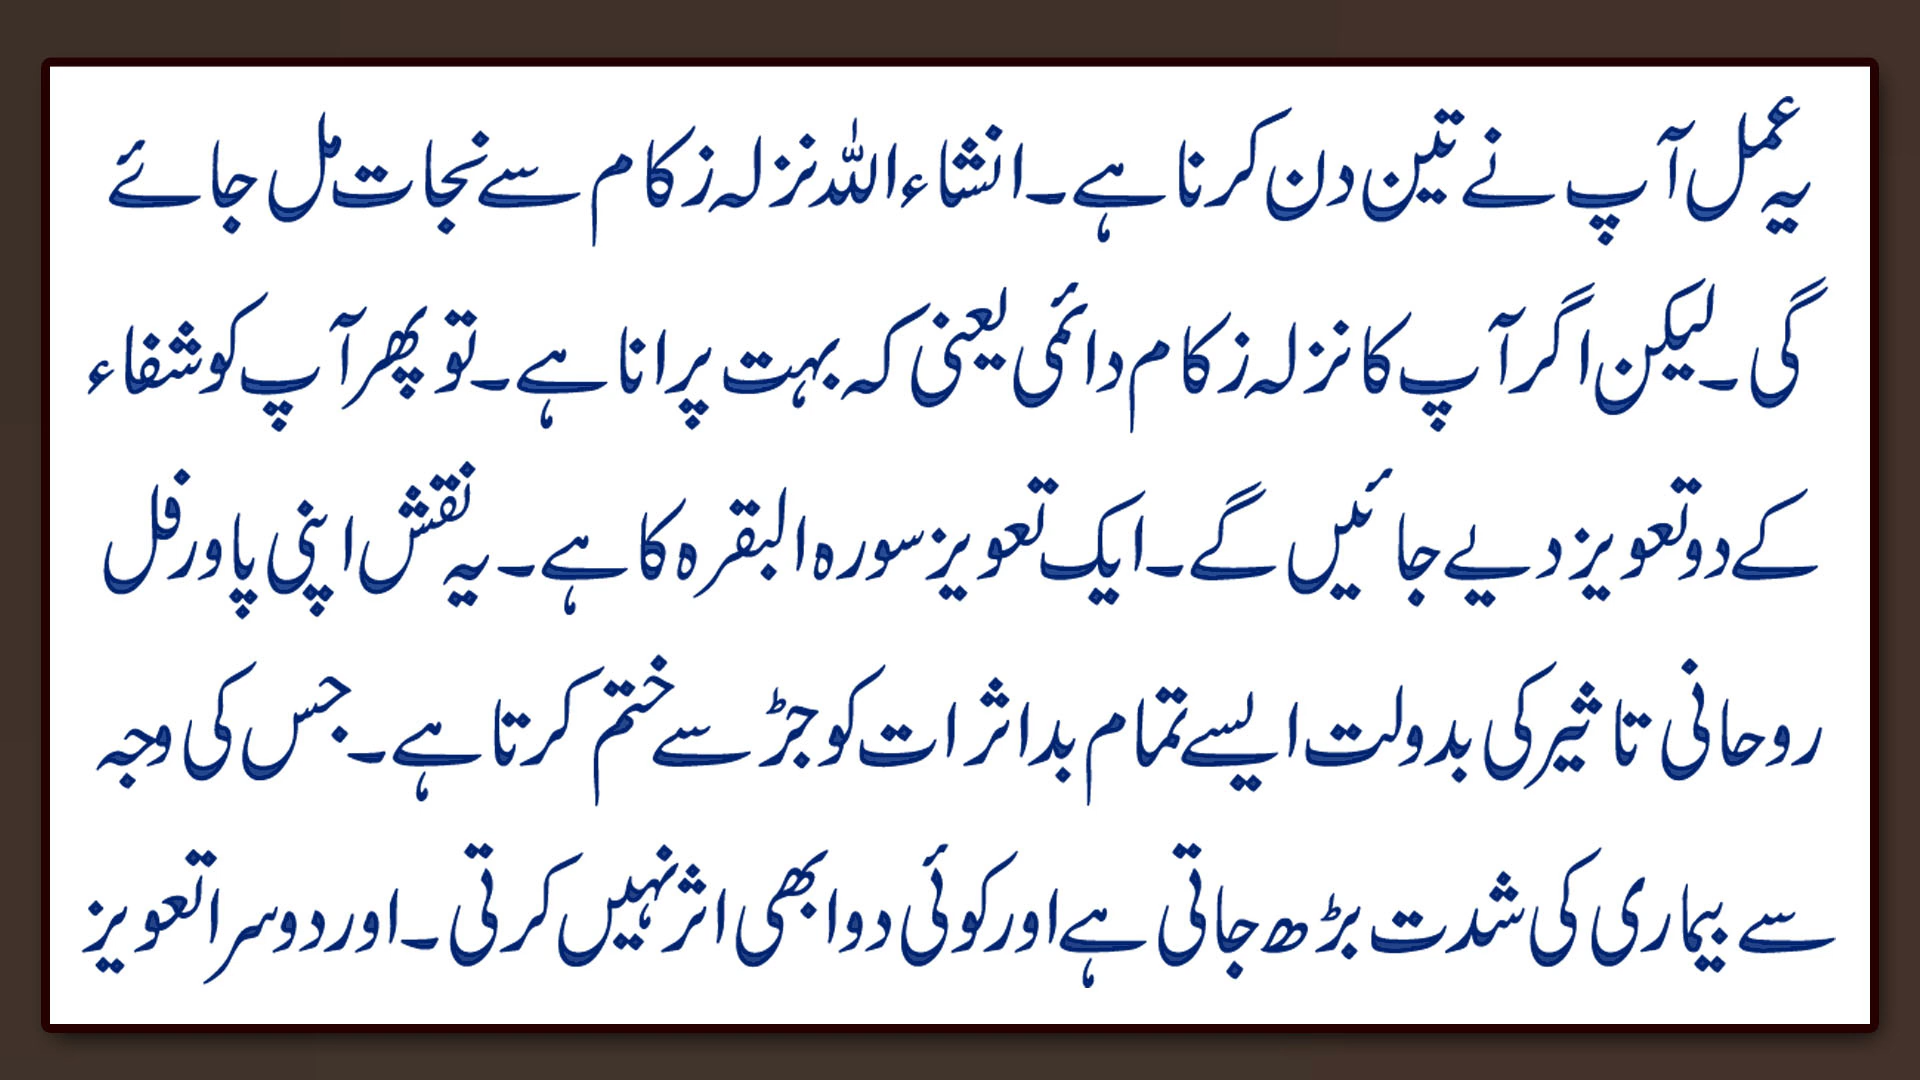 یہ عمل آپ نے تین دن کرنا ہے۔ انشاء اللہ نزلہ زکام سے نجات مل جائے
گی۔ لیکن اگر آپ کا نزلہ زکام دائمی یعنی کہ بہت پرانا ہے۔ تو پھر آپ کو شفاء
کے دو تعویز دیے جائیں گے۔ ایک تعویز سورہ البقرہ کا ہے۔ یہ نقش اپنی پاورفل
روحانی تاثیر کی بدولت ایسے تمام بداثرات کو جڑ سے ختم کرتا ہے۔ جس کی وجہ
سے بیماری کی شدت بڑھ جاتی ہے اور کوئی دوا بھی اثر نہیں کرتی۔ اور دوسرا تعویز